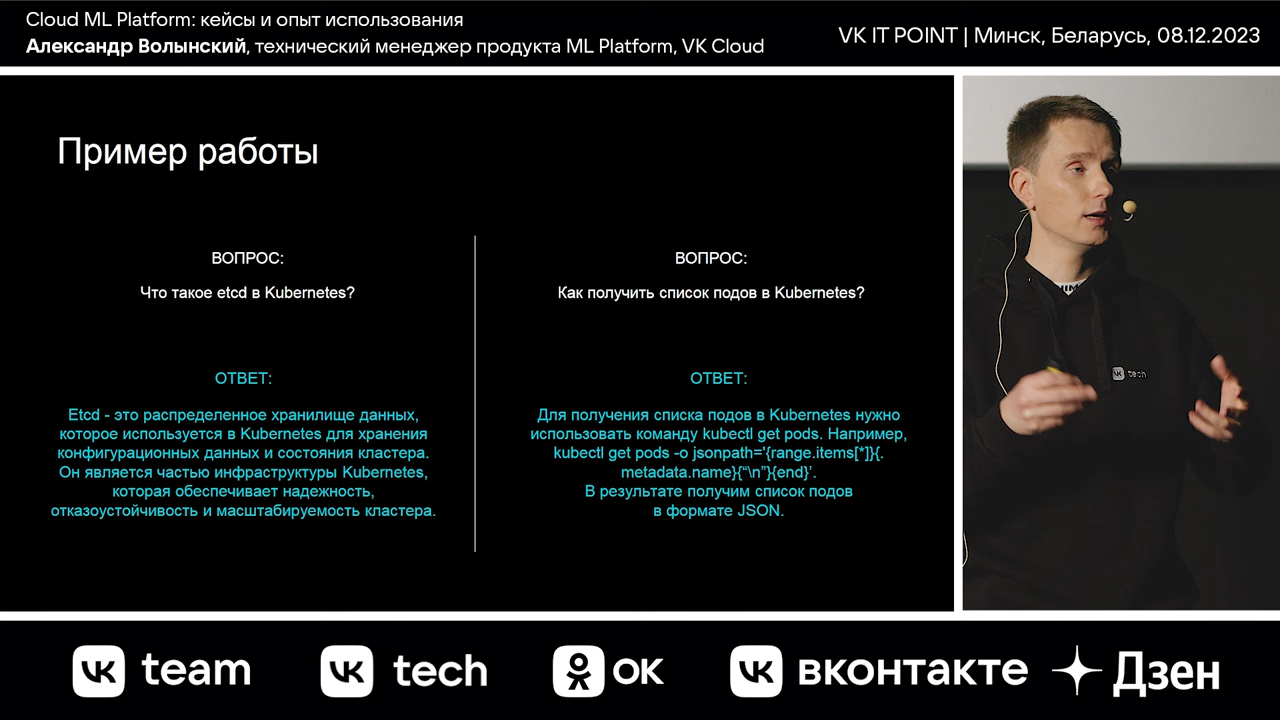 Cloud ML Platform: кейсы и опыт использования
Александр Волынский, технический менеджер продукта ML Platform, VK Cloud
VK IT POINT | Минск, Беларусь, 08.12.2023
Пример работы
ВОПРОС:
Что такое etcd в Kubernetes?
ОТВЕТ:
Etcd - это распределенное хранилище данных,
которое используется в Kubernetes для хранения
конфигурационных данных и состояния кластера.
Он является частью инфраструктуры Kubernetes,
которая обеспечивает надежность,
отказоустойчивость и масштабируемость кластера.
ВОПРОС:
Как получить список подов в Kubernetes?
ОТВЕТ:
Для получения списка подов в Kubernetes нужно
использовать команду kubectl get pods. Например,
kubectl get pods -o jsonpath='{range.items[*]}{.
metadata.name}{“\n”}{end}’.
В результате получим список подов
в формате JSON.
VK tech
VK team
VK tech
OK
VK вконтакте
Дзен